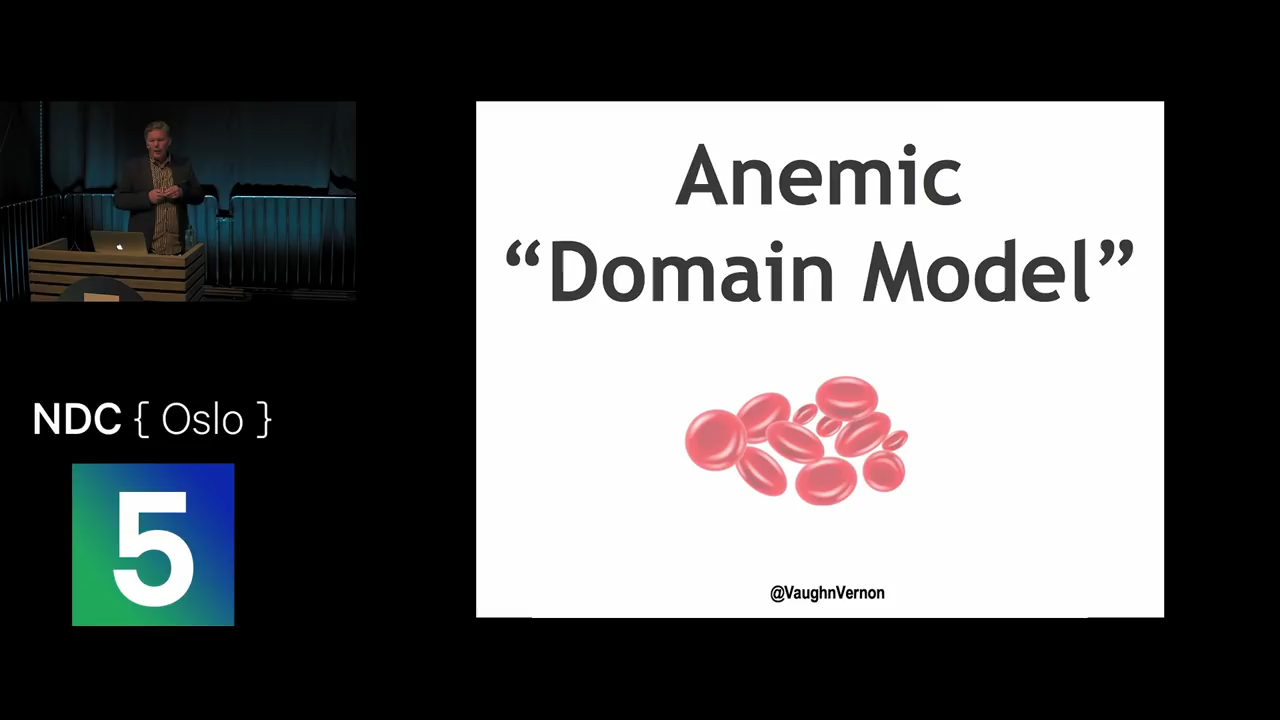 Anemic
“Domain Model”
@VaughnVernon
NDC { Oslo }
5